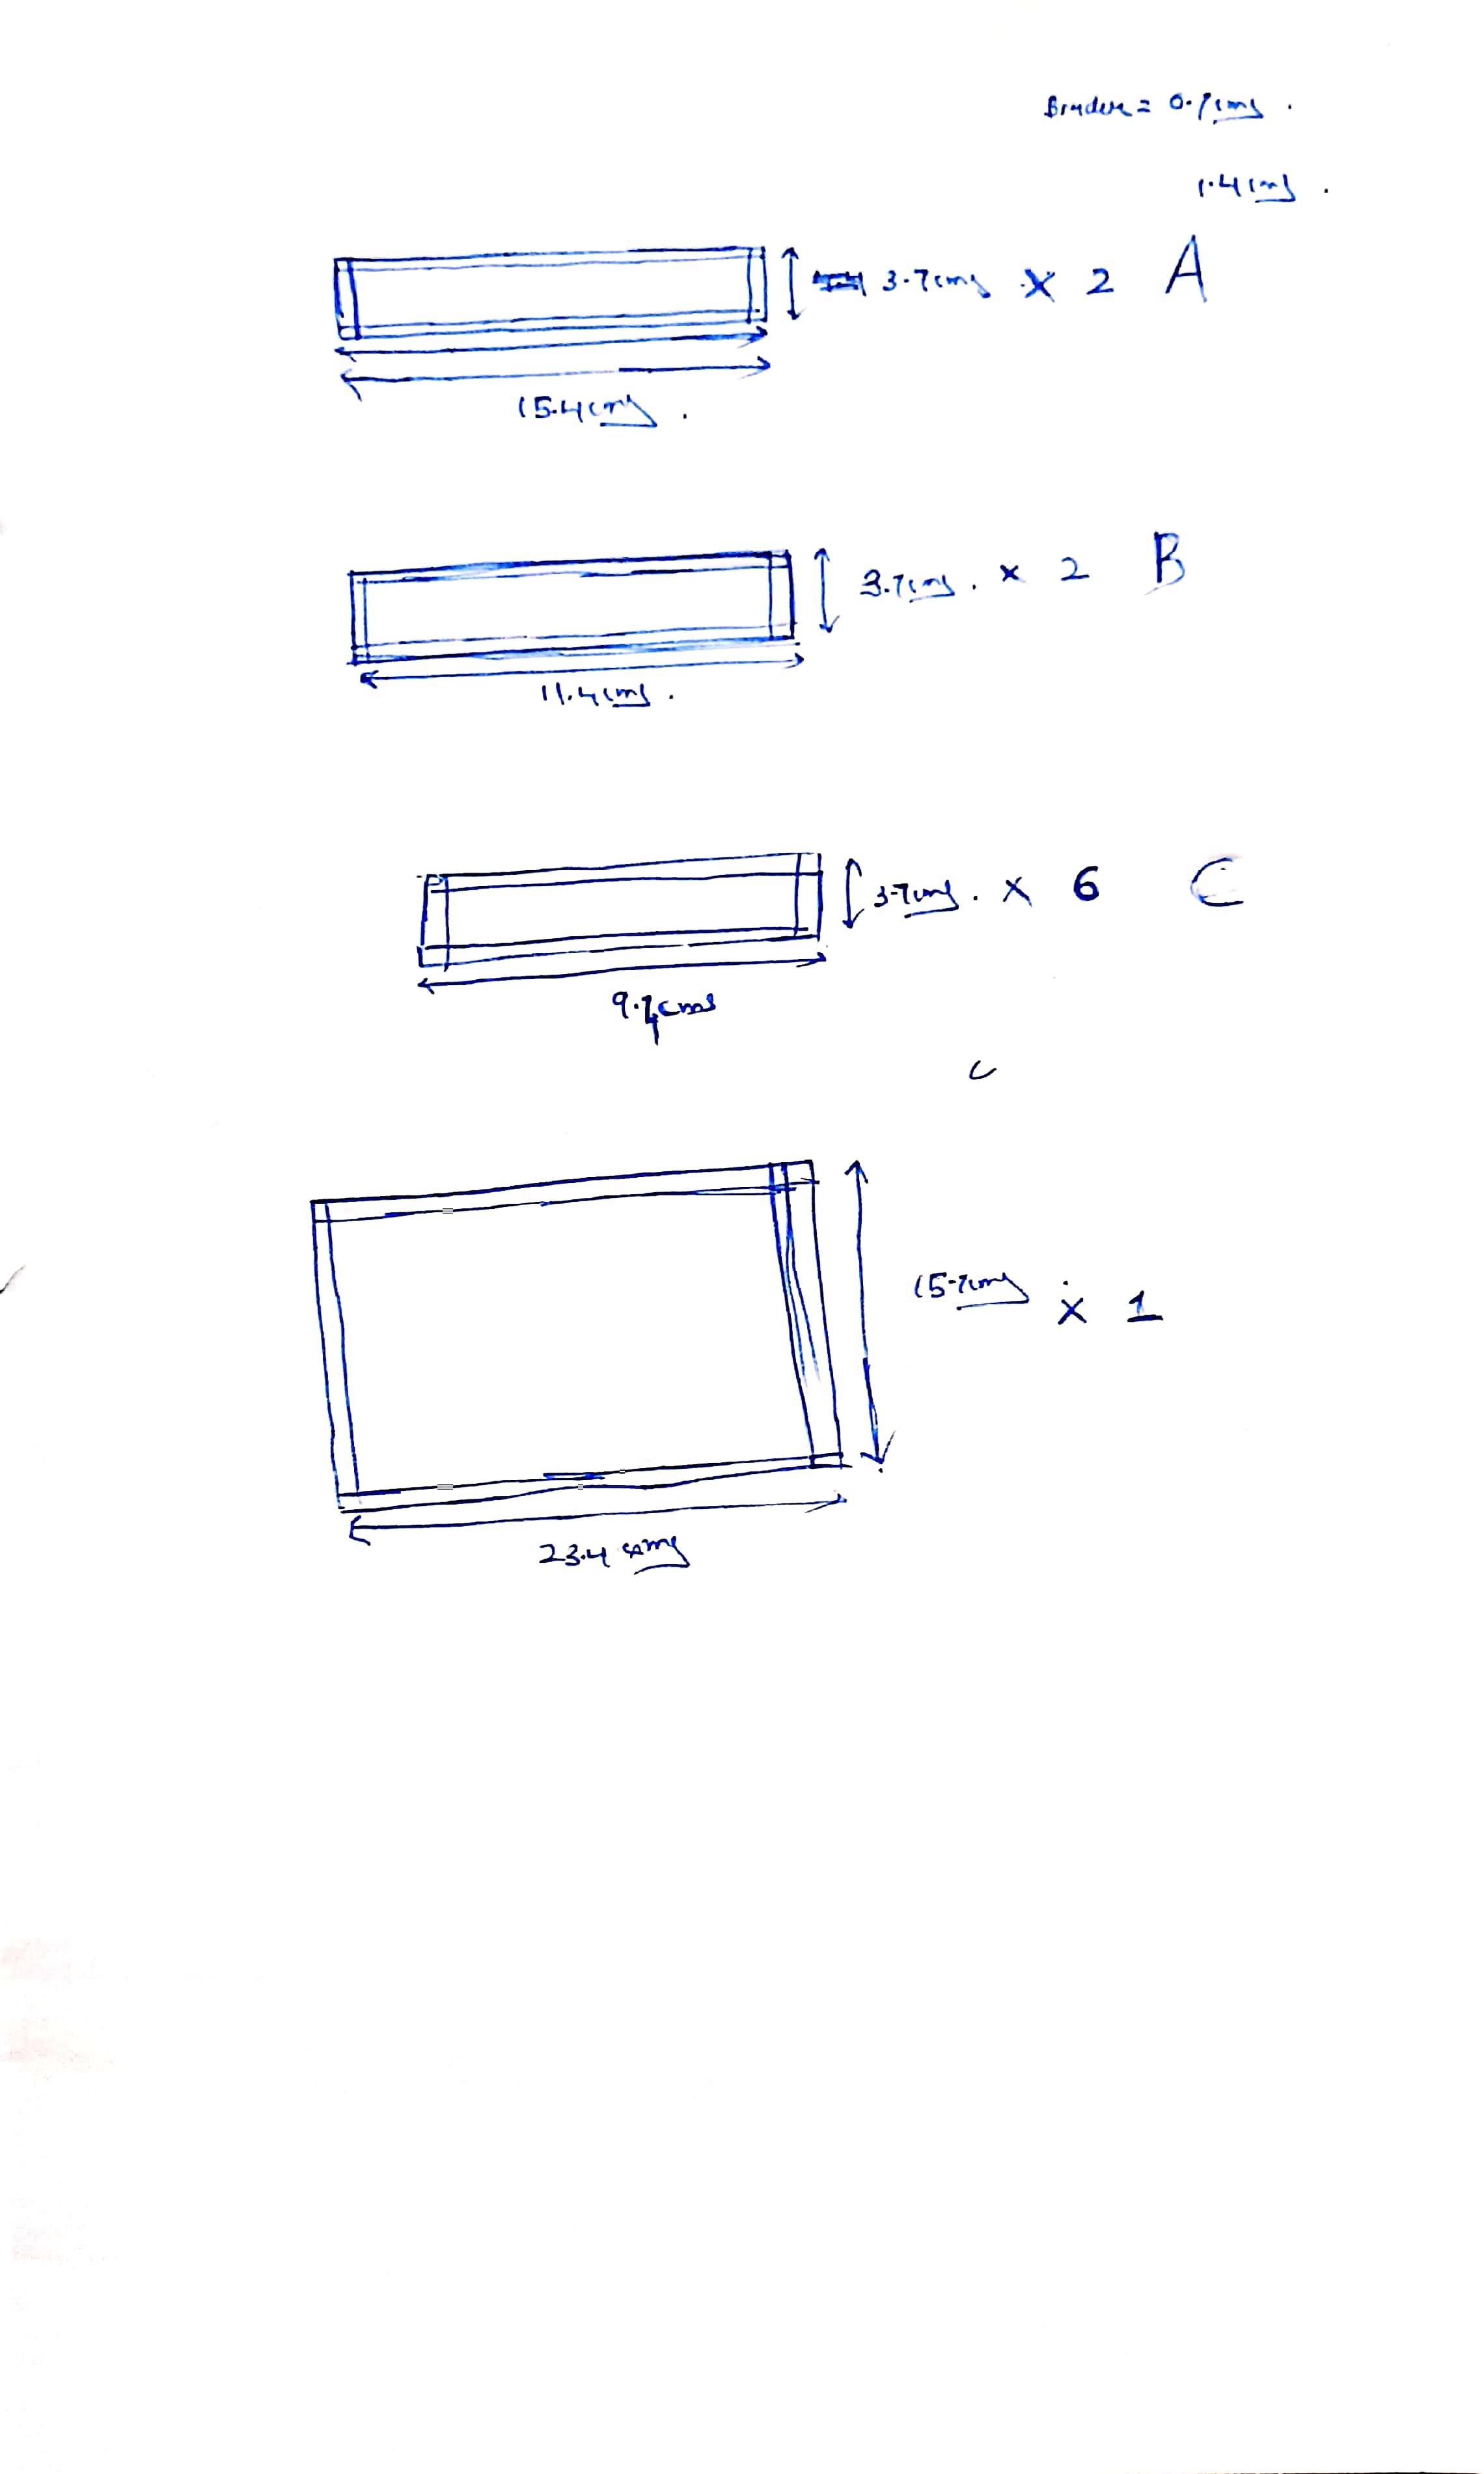 Border = 0.7cms.
1.4cms.
3.7cms × 2 A
15.4cms.
3.7cms. × 2 B
11.4cms.
3.7cms. × 6 C
9.4cms
C
15.7cms × 1
23.4 cms